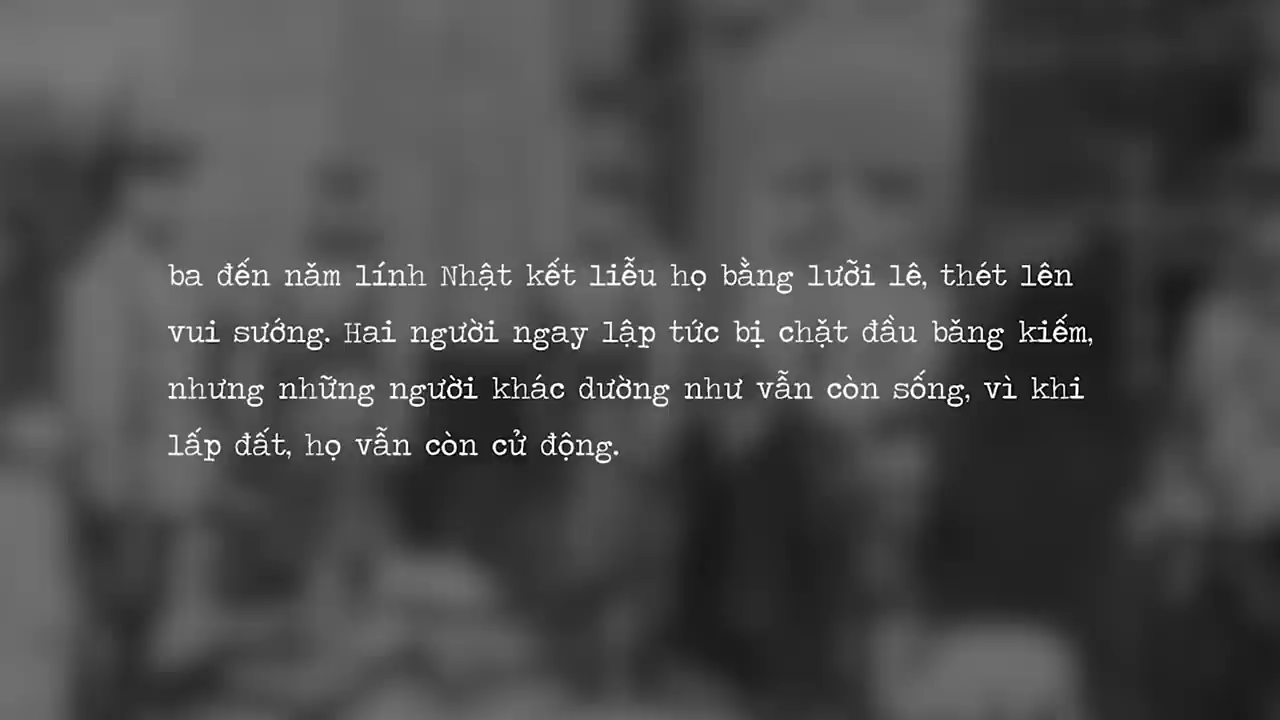 ba đến năm lính Nhật kết liễu họ bằng lưỡi lê, thét lên
vui sướng. Hai người ngay lập tức bị chặt đầu băng kiếm,
nhưng những người khác dường như vẫn còn sống, vì khi
lấp đất, họ vẫn còn cử động.